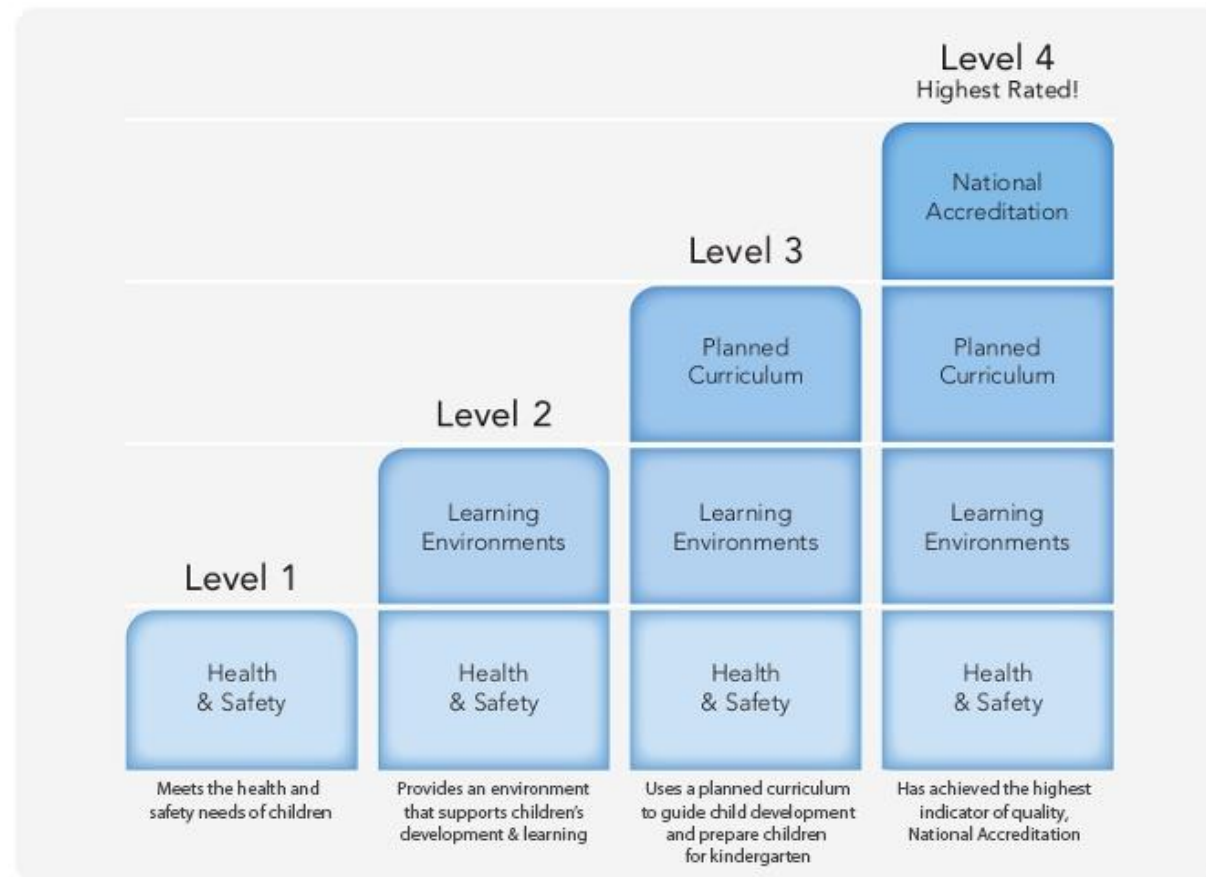 Level 4
Highest Rated!
National
Accreditation
Level 3
Planned
Curriculum
Planned
Curriculum
Level 2
Learning
Environments
Learning
Environments
Learning
Environments
Level 1
Health
& Safety
Health
& Safety
Health
& Safety
Health
& Safety
Meets the health and
safety needs of children
Provides an environment
that supports children's
development & learning
Uses a planned curriculum
to guide child development
and prepare children
for kindergarten
Has achieved the highest
indicator of quality,
National Accreditation